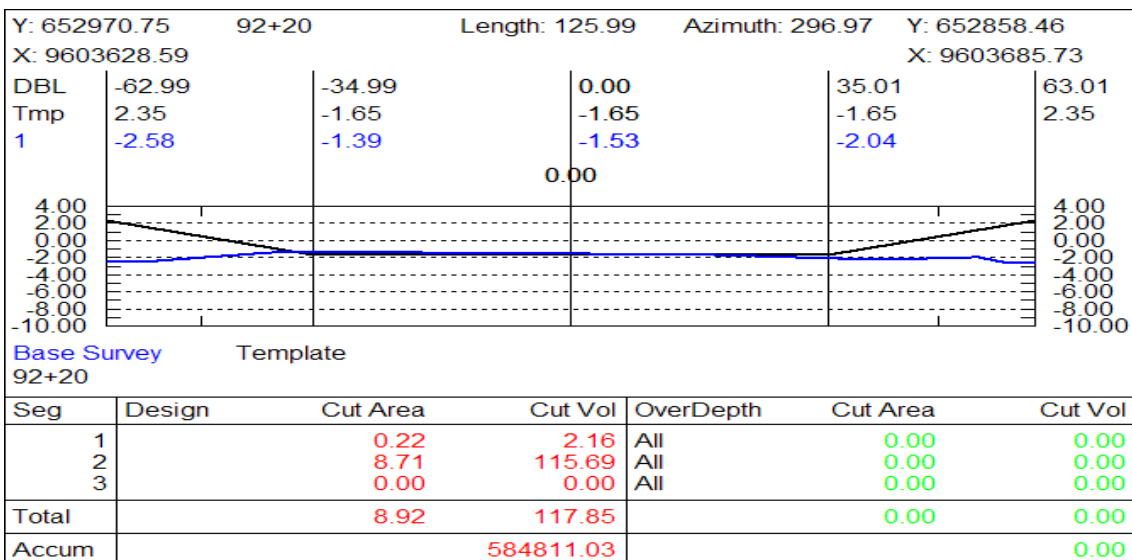 Y: 652970.75 92+20 Length: 125.99 Azimuth: 296.97 Y: 652858.46
X: 9603628.59 X: 9603685.73
DBL -62.99 -34.99 0.00 35.01 63.01
Tmp 2.35 -1.65 -1.65 -1.65 2.35
1 -2.58 -1.39 -1.53 -2.04
0.00
4.00 4.00
2.00 2.00
0.00 0.00
-2.00 -2.00
-4.00 -4.00
-6.00 -6.00
-8.00 -8.00
-10.00 -10.00
Base Survey Template
92+20
Seg Design Cut Area Cut Vol OverDepth Cut Area Cut Vol
1 0.22 2.16 All 0.00 0.00
2 8.71 115.69 All 0.00 0.00
3 0.00 0.00 All 0.00 0.00
Total 8.92 117.85 0.00 0.00
Accum 584811.03 0.00